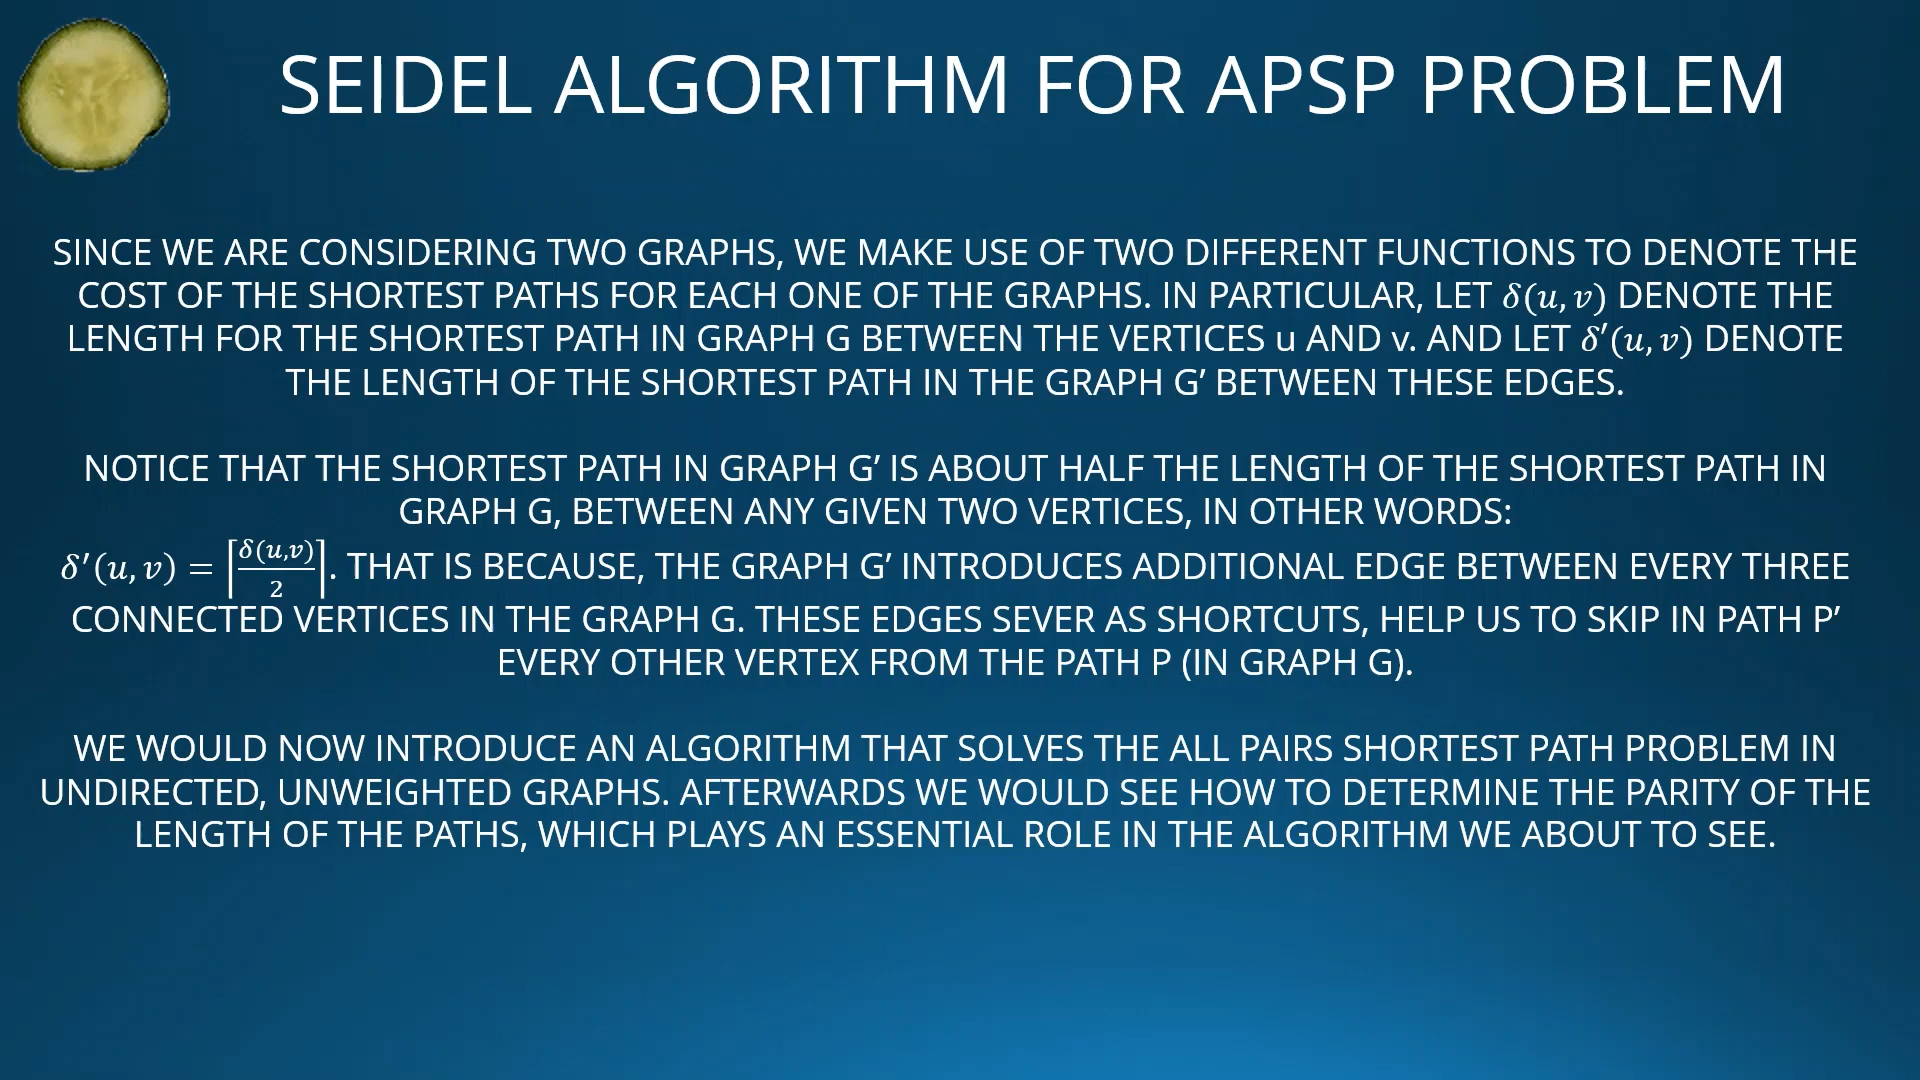 SEIDEL ALGORITHM FOR APSP PROBLEM
SINCE WE ARE CONSIDERING TWO GRAPHS, WE MAKE USE OF TWO DIFFERENT FUNCTIONS TO DENOTE THE
COST OF THE SHORTEST PATHS FOR EACH ONE OF THE GRAPHS. IN PARTICULAR, LET δ(u, v) DENOTE THE
LENGTH FOR THE SHORTEST PATH IN GRAPH G BETWEEN THE VERTICES u AND v. AND LET δ′(u, v) DENOTE
THE LENGTH OF THE SHORTEST PATH IN THE GRAPH G’ BETWEEN THESE EDGES.
NOTICE THAT THE SHORTEST PATH IN GRAPH G’ IS ABOUT HALF THE LENGTH OF THE SHORTEST PATH IN
GRAPH G, BETWEEN ANY GIVEN TWO VERTICES, IN OTHER WORDS:
δ′(u, v) = ⌈δ(u,v)/2⌉. THAT IS BECAUSE, THE GRAPH G’ INTRODUCES ADDITIONAL EDGE BETWEEN EVERY THREE
CONNECTED VERTICES IN THE GRAPH G. THESE EDGES SEVER AS SHORTCUTS, HELP US TO SKIP IN PATH P’
EVERY OTHER VERTEX FROM THE PATH P (IN GRAPH G).
WE WOULD NOW INTRODUCE AN ALGORITHM THAT SOLVES THE ALL PAIRS SHORTEST PATH PROBLEM IN
UNDIRECTED, UNWEIGHTED GRAPHS. AFTERWARDS WE WOULD SEE HOW TO DETERMINE THE PARITY OF THE
LENGTH OF THE PATHS, WHICH PLAYS AN ESSENTIAL ROLE IN THE ALGORITHM WE ABOUT TO SEE.